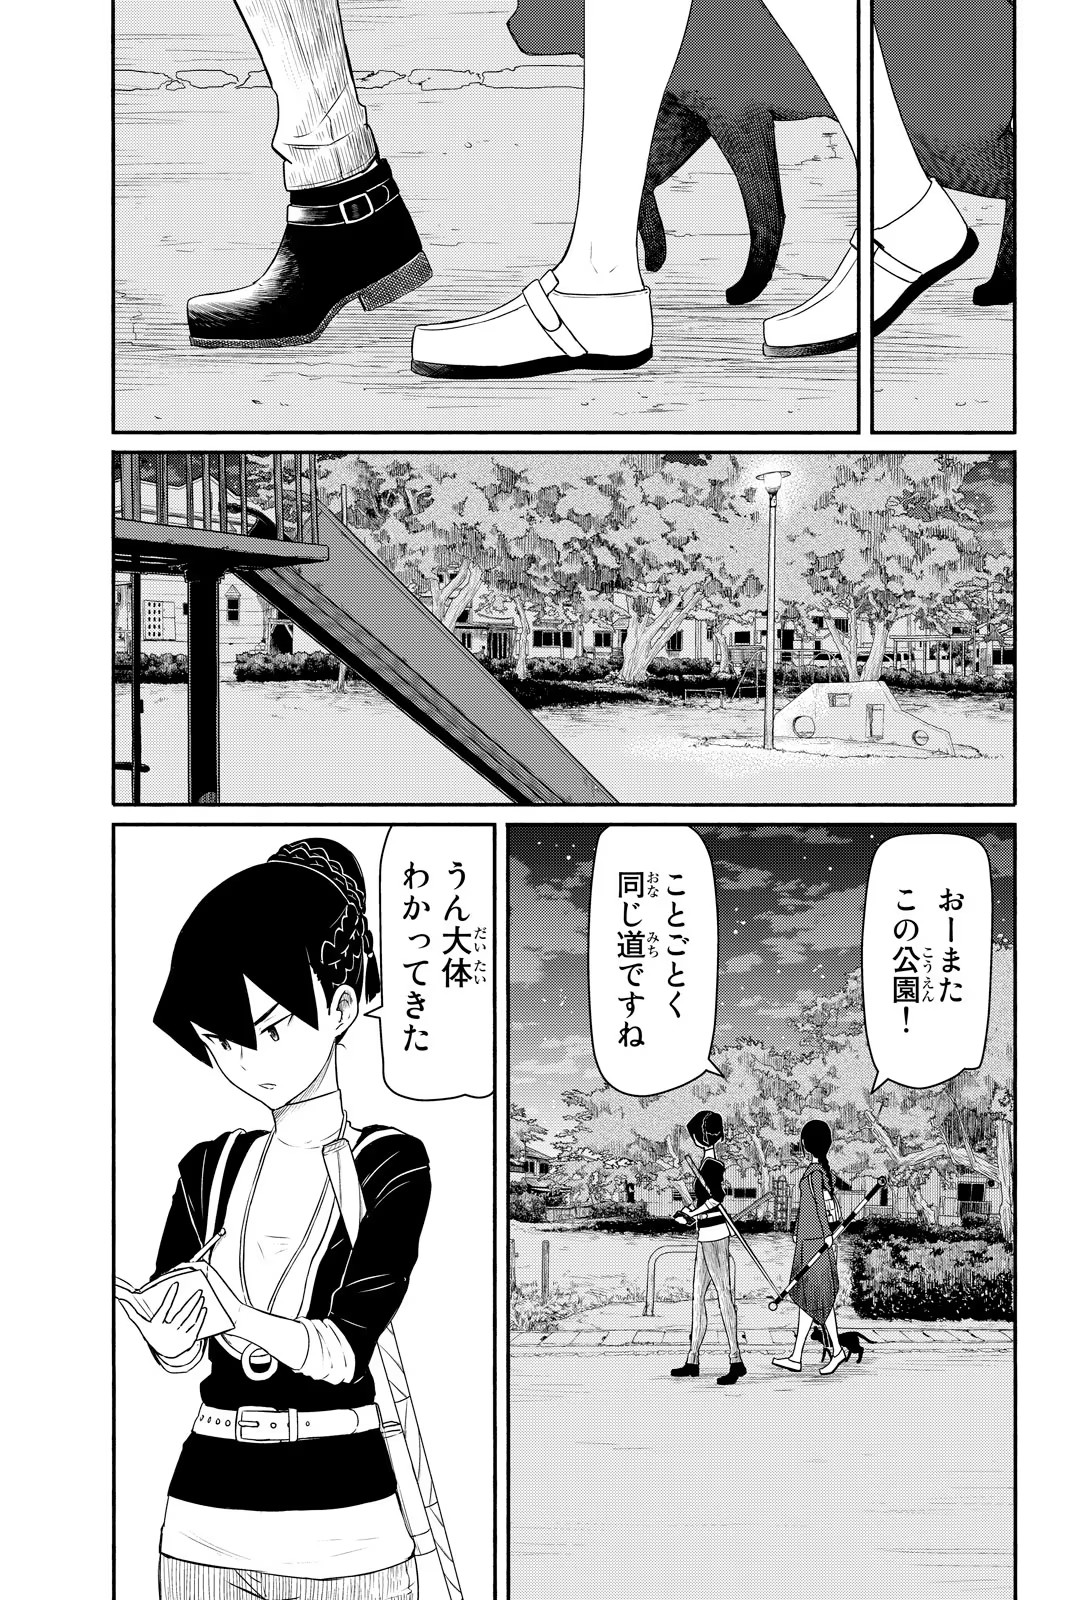 おーまた
この公園！
ことごとく
同じ道ですね
うん大体
わかってきた